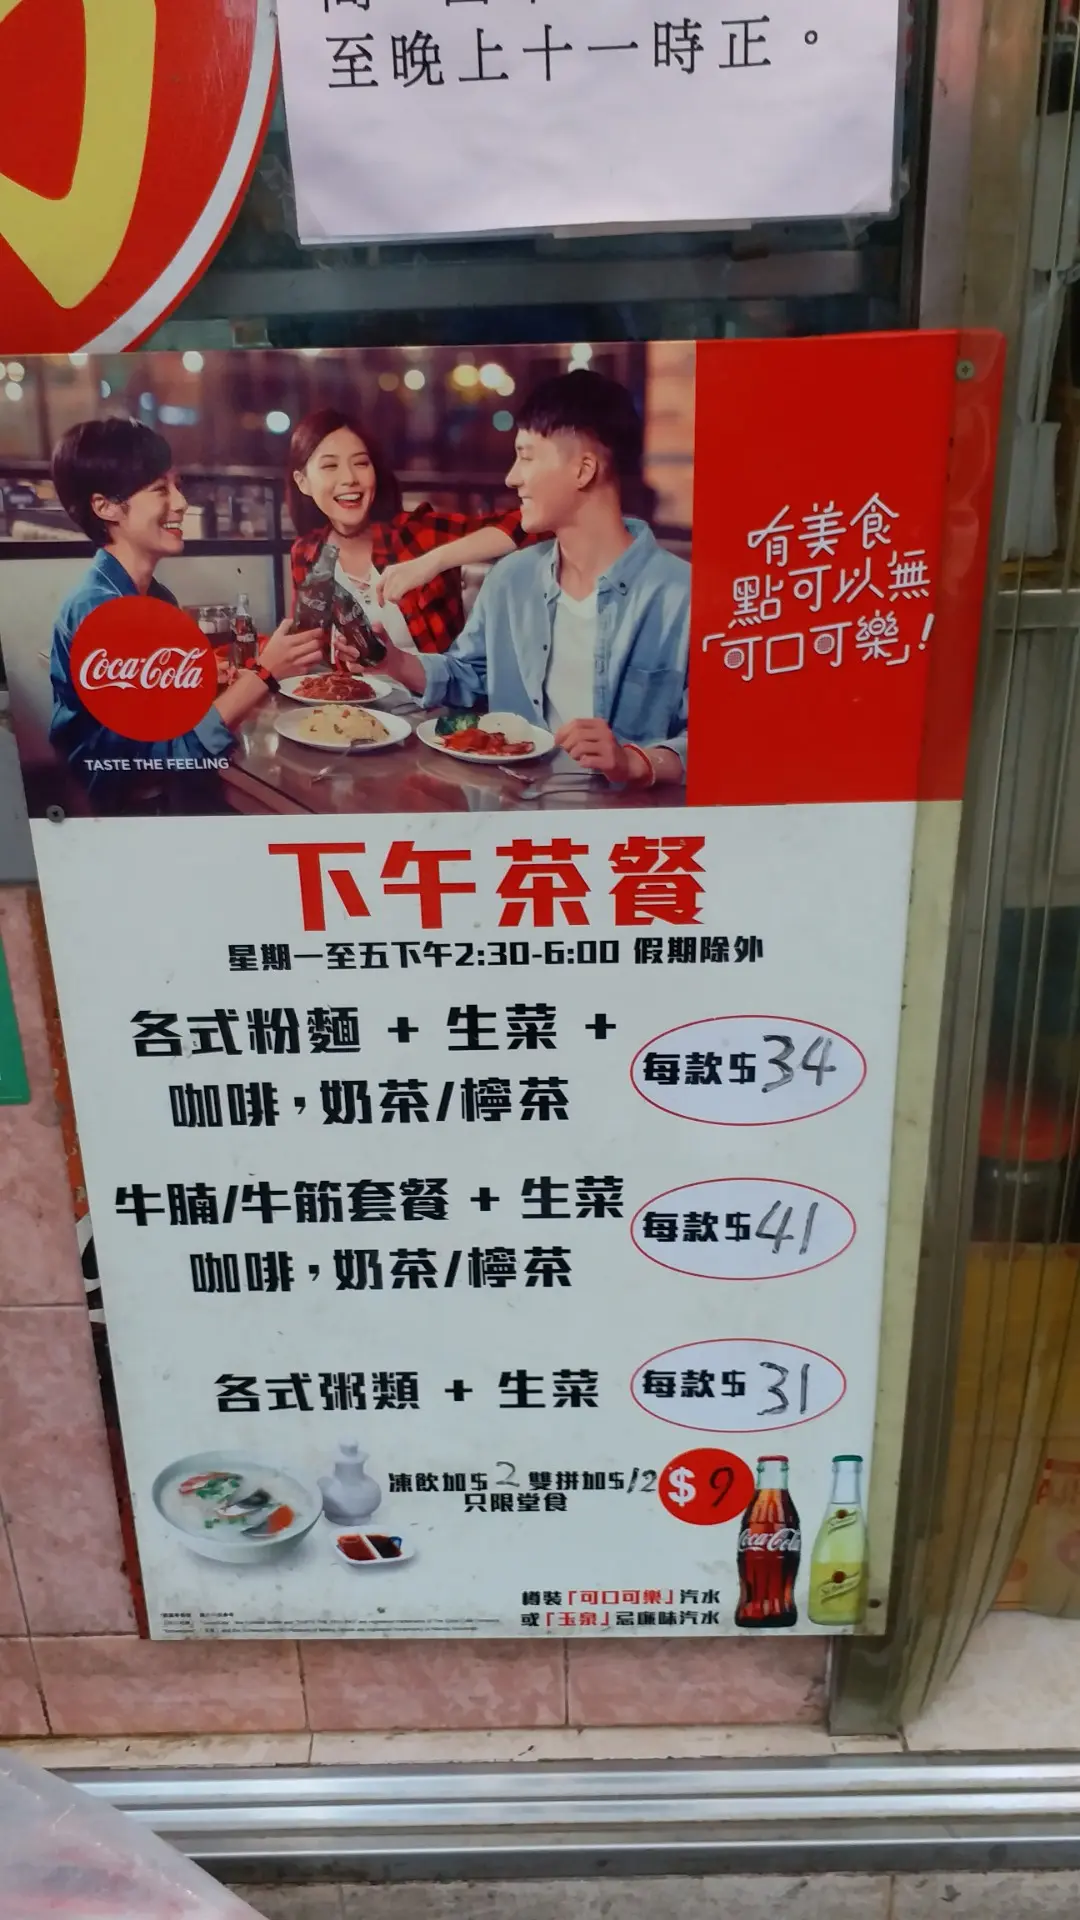 至晚上十一時正。
有美食
點可以無
「可口可樂」!
Coca-Cola
TASTE THE FEELING
下午茶餐
星期一至五下午2:30-6:00 假期除外
各式粉麵 + 生菜 +
咖啡，奶茶/檸茶
每款$34
牛腩/牛筋套餐 + 生菜
咖啡，奶茶/檸茶
每款$41
各式粥類 + 生菜
每款$31
凍飲加$2 雙拼加$12
只限堂食
$9
Coca-Cola
樽裝「可口可樂」汽水
或「玉泉」忌廉味汽水